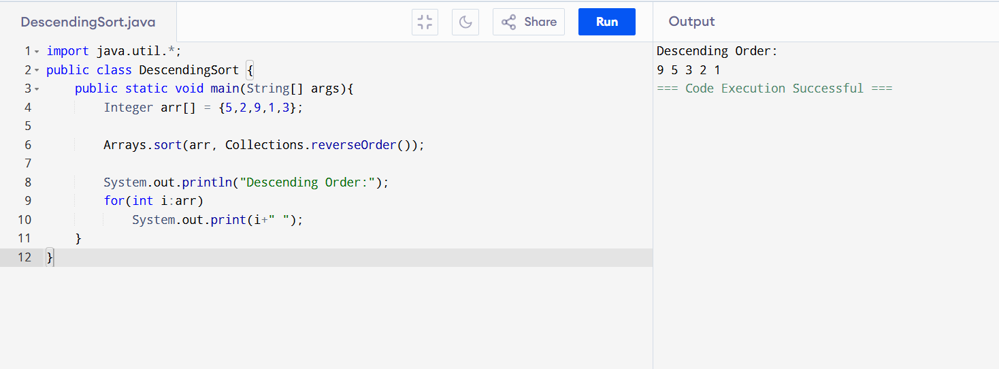 DescendingSort.java
Share
Run
Output
1 import java.util.*;
2 public class DescendingSort {
3     public static void main(String[] args){
4         Integer arr[] = {5,2,9,1,3};
5
6         Arrays.sort(arr, Collections.reverseOrder());
7
8         System.out.println("Descending Order:");
9         for(int i:arr)
10             System.out.print(i+" ");
11     }
12 }
Descending Order:
9 5 3 2 1
=== Code Execution Successful ===